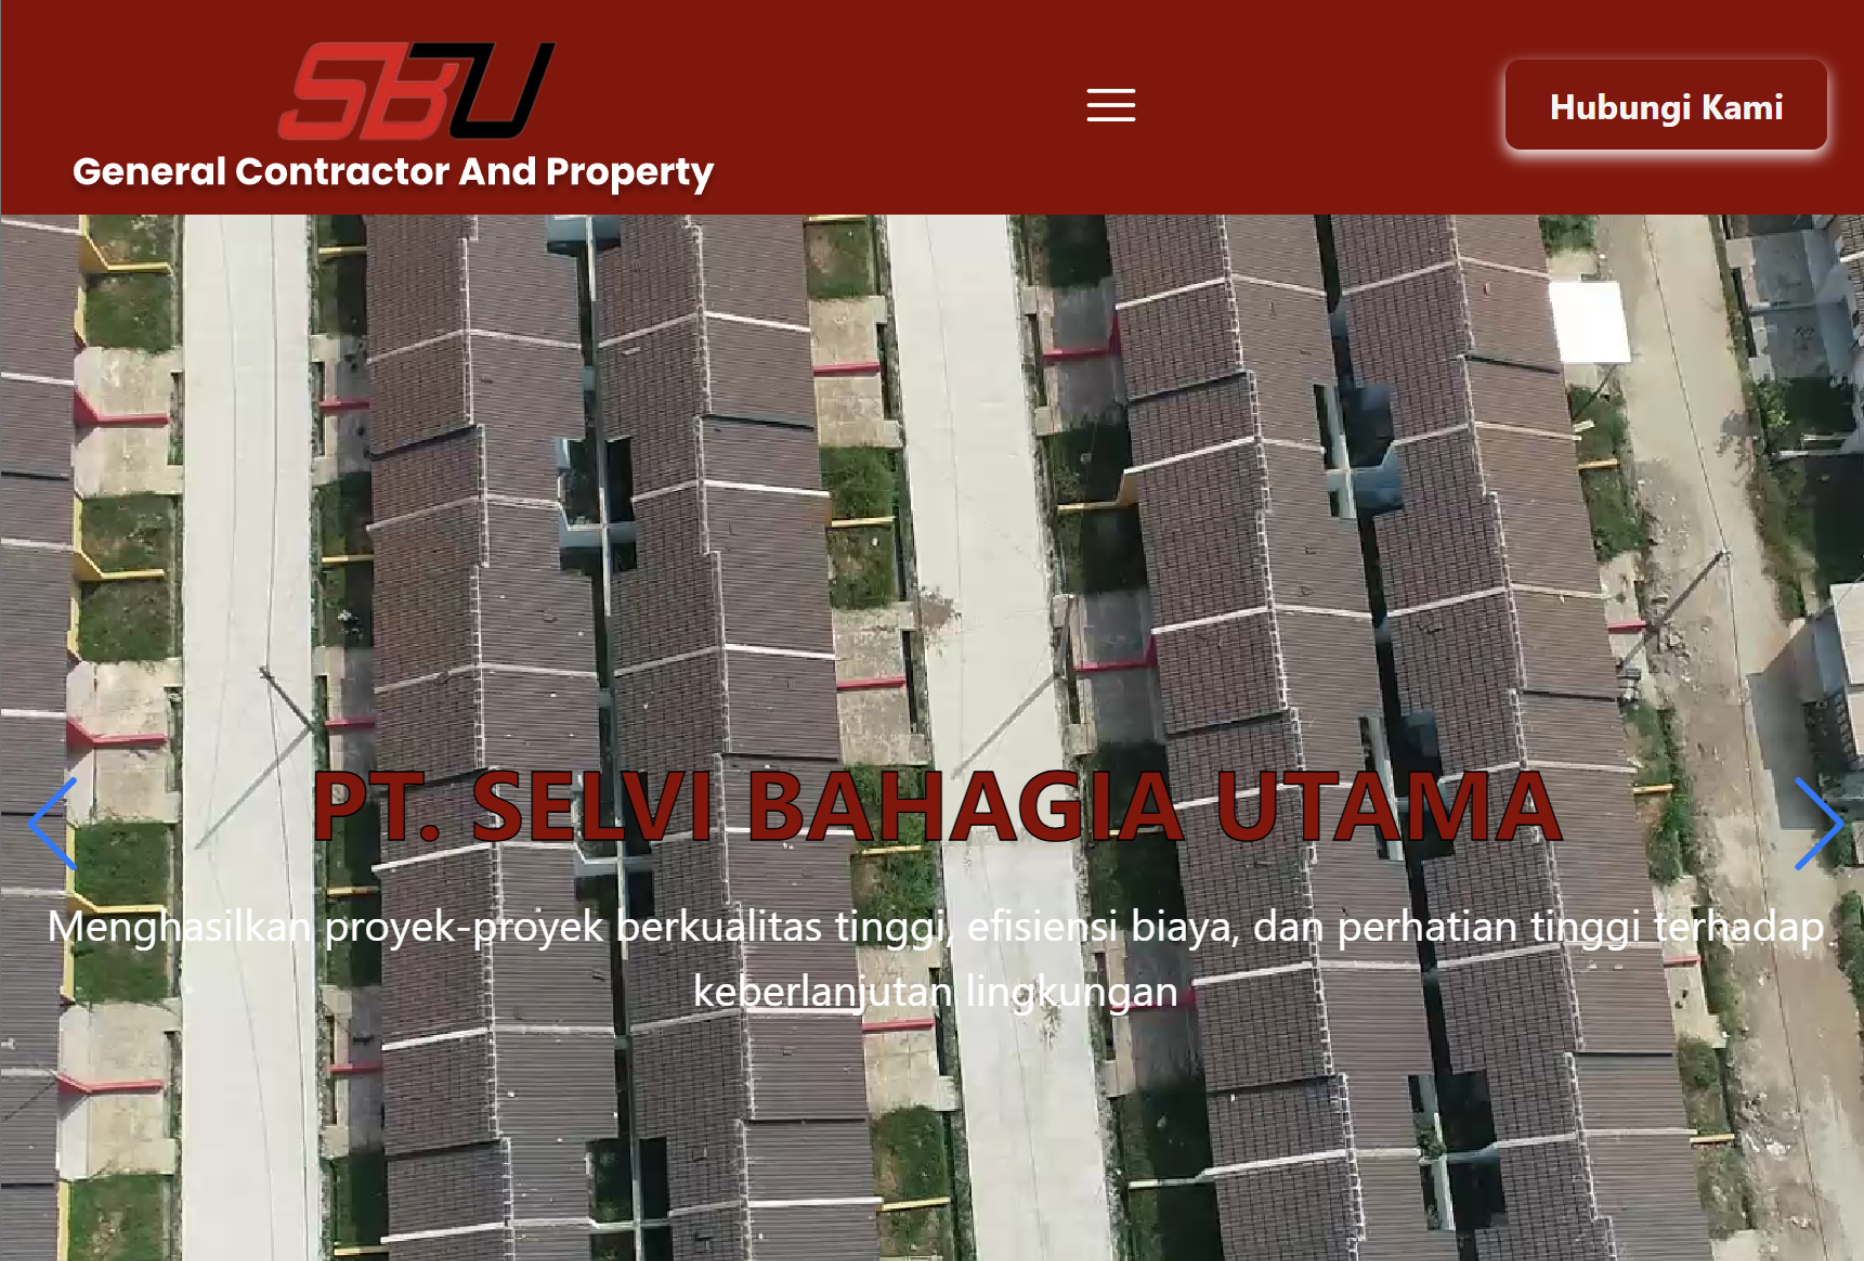 SBU
General Contractor And Property
Hubungi Kami
PT. SELVI BAHAGIA UTAMA
Menghasilkan proyek-proyek berkualitas tinggi, efisiensi biaya, dan perhatian tinggi terhadap
keberlanjutan lingkungan